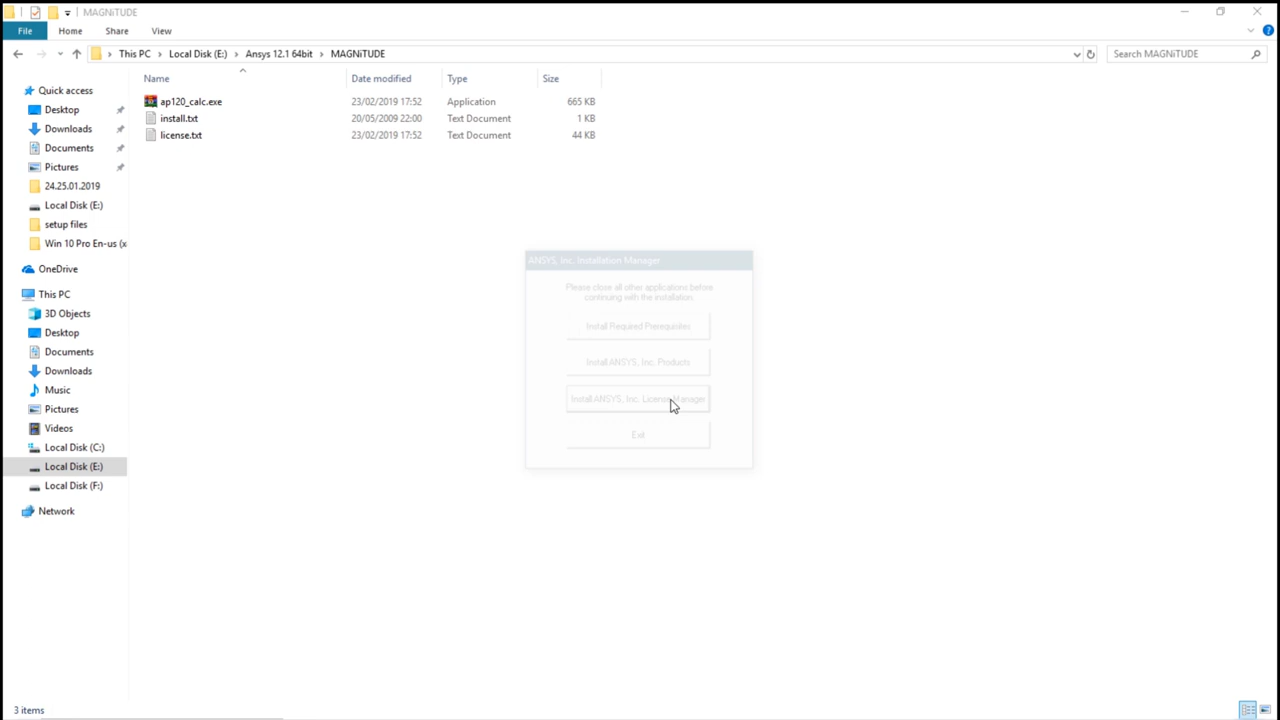 MAGNiTUDE
File Home Share View
This PC Local Disk (E:) Ansys 12.1 64bit MAGNiTUDE
Search MAGNiTUDE
Name Date modified Type Size
ap120_calc.exe 23/02/2019 17:52 Application 665 KB
install.txt 20/05/2009 22:00 Text Document 1 KB
license.txt 23/02/2019 17:52 Text Document 44 KB
Quick access
Desktop
Downloads
Documents
Pictures
24.25.01.2019
Local Disk (E:)
setup files
Win 10 Pro En-us (x
OneDrive
This PC
3D Objects
Desktop
Documents
Downloads
Music
Pictures
Videos
Local Disk (C:)
Local Disk (E:)
Local Disk (F:)
Network
ANSYS, Inc. Installation Manager
Please close all other applications before
continuing with the installation.
Install Required Prerequisites
Install ANSYS, Inc. Products
Install ANSYS, Inc. License Manager
Exit
3 items